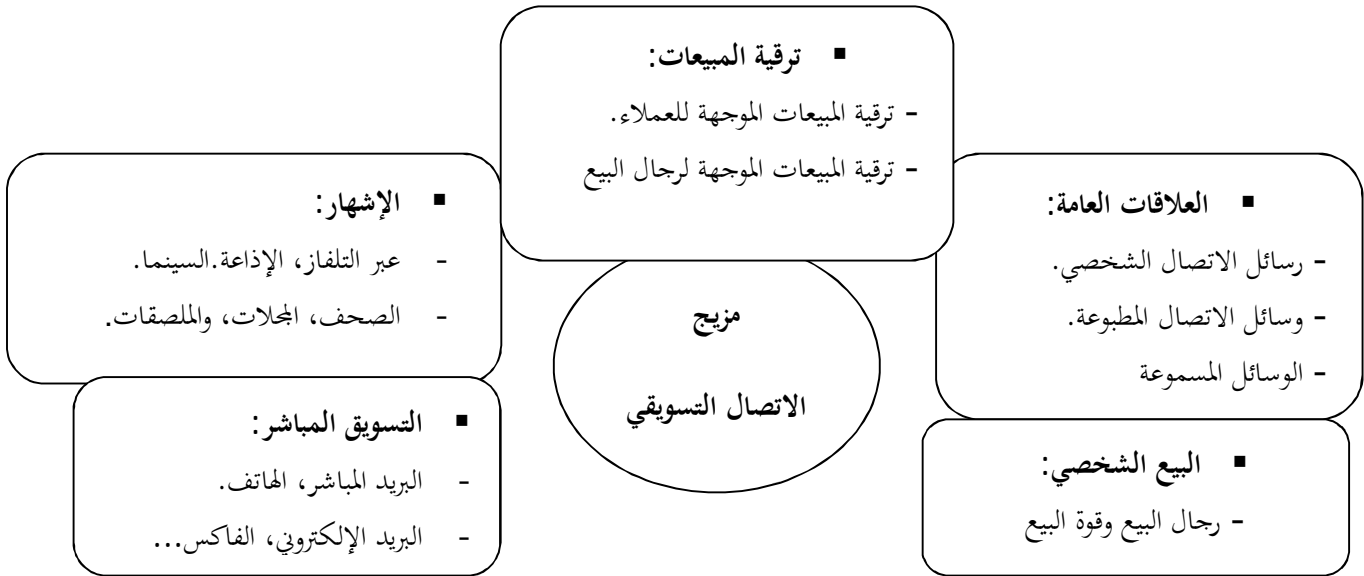 ▪ ترقية المبيعات:
- ترقية المبيعات الموجهة للعملاء.
- ترقية المبيعات الموجهة لرجال البيع
▪ العلاقات العامة:
- رسائل الاتصال الشخصي.
- وسائل الاتصال المطبوعة.
- الوسائل المسموعة
▪ الإشهار:
- عبر التلفاز، الإذاعة.السينما.
- الصحف، المجلات، والملصقات.
مزيج
الاتصال التسويقي
▪ البيع الشخصي:
- رجال البيع وقوة البيع
▪ التسويق المباشر:
- البريد المباشر، الهاتف.
- البريد الإلكتروني، الفاكس...